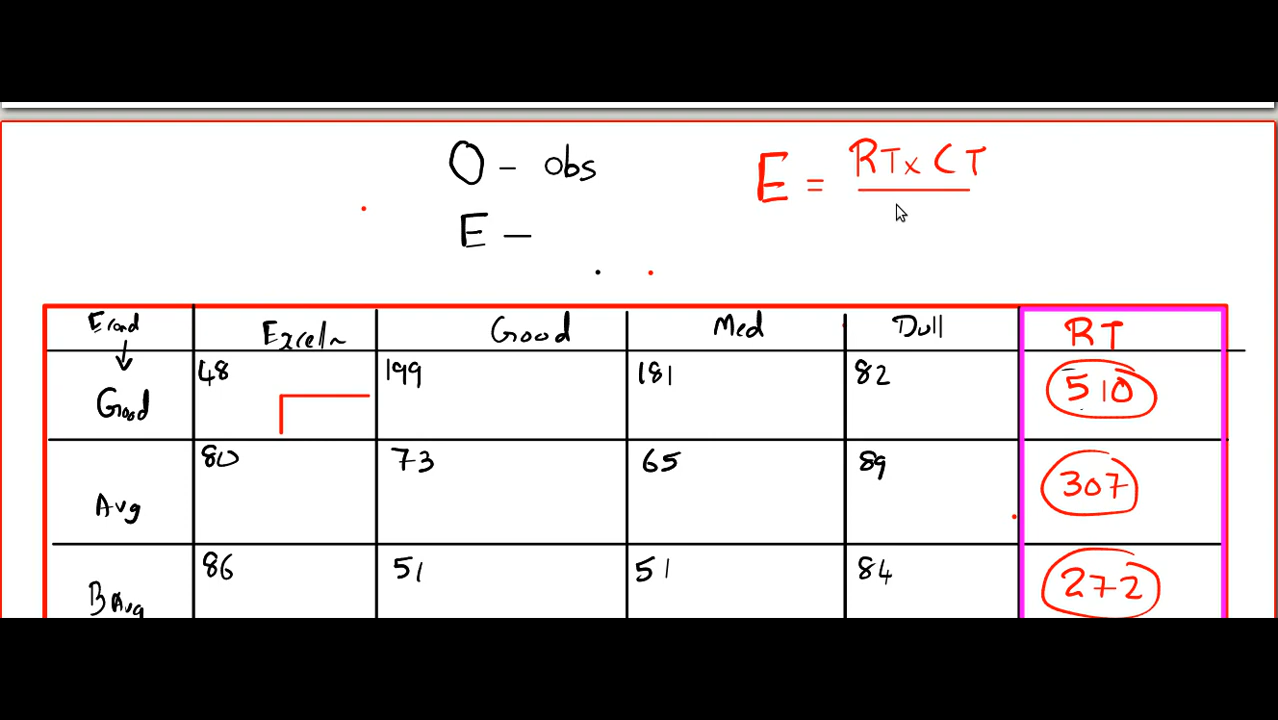 O - obs
E = RT x CT
E -
Econd Excel~ Good Med Dull RT
Good 48 199 181 82 510
Avg 80 73 65 89 307
B Avg 86 51 51 84 272